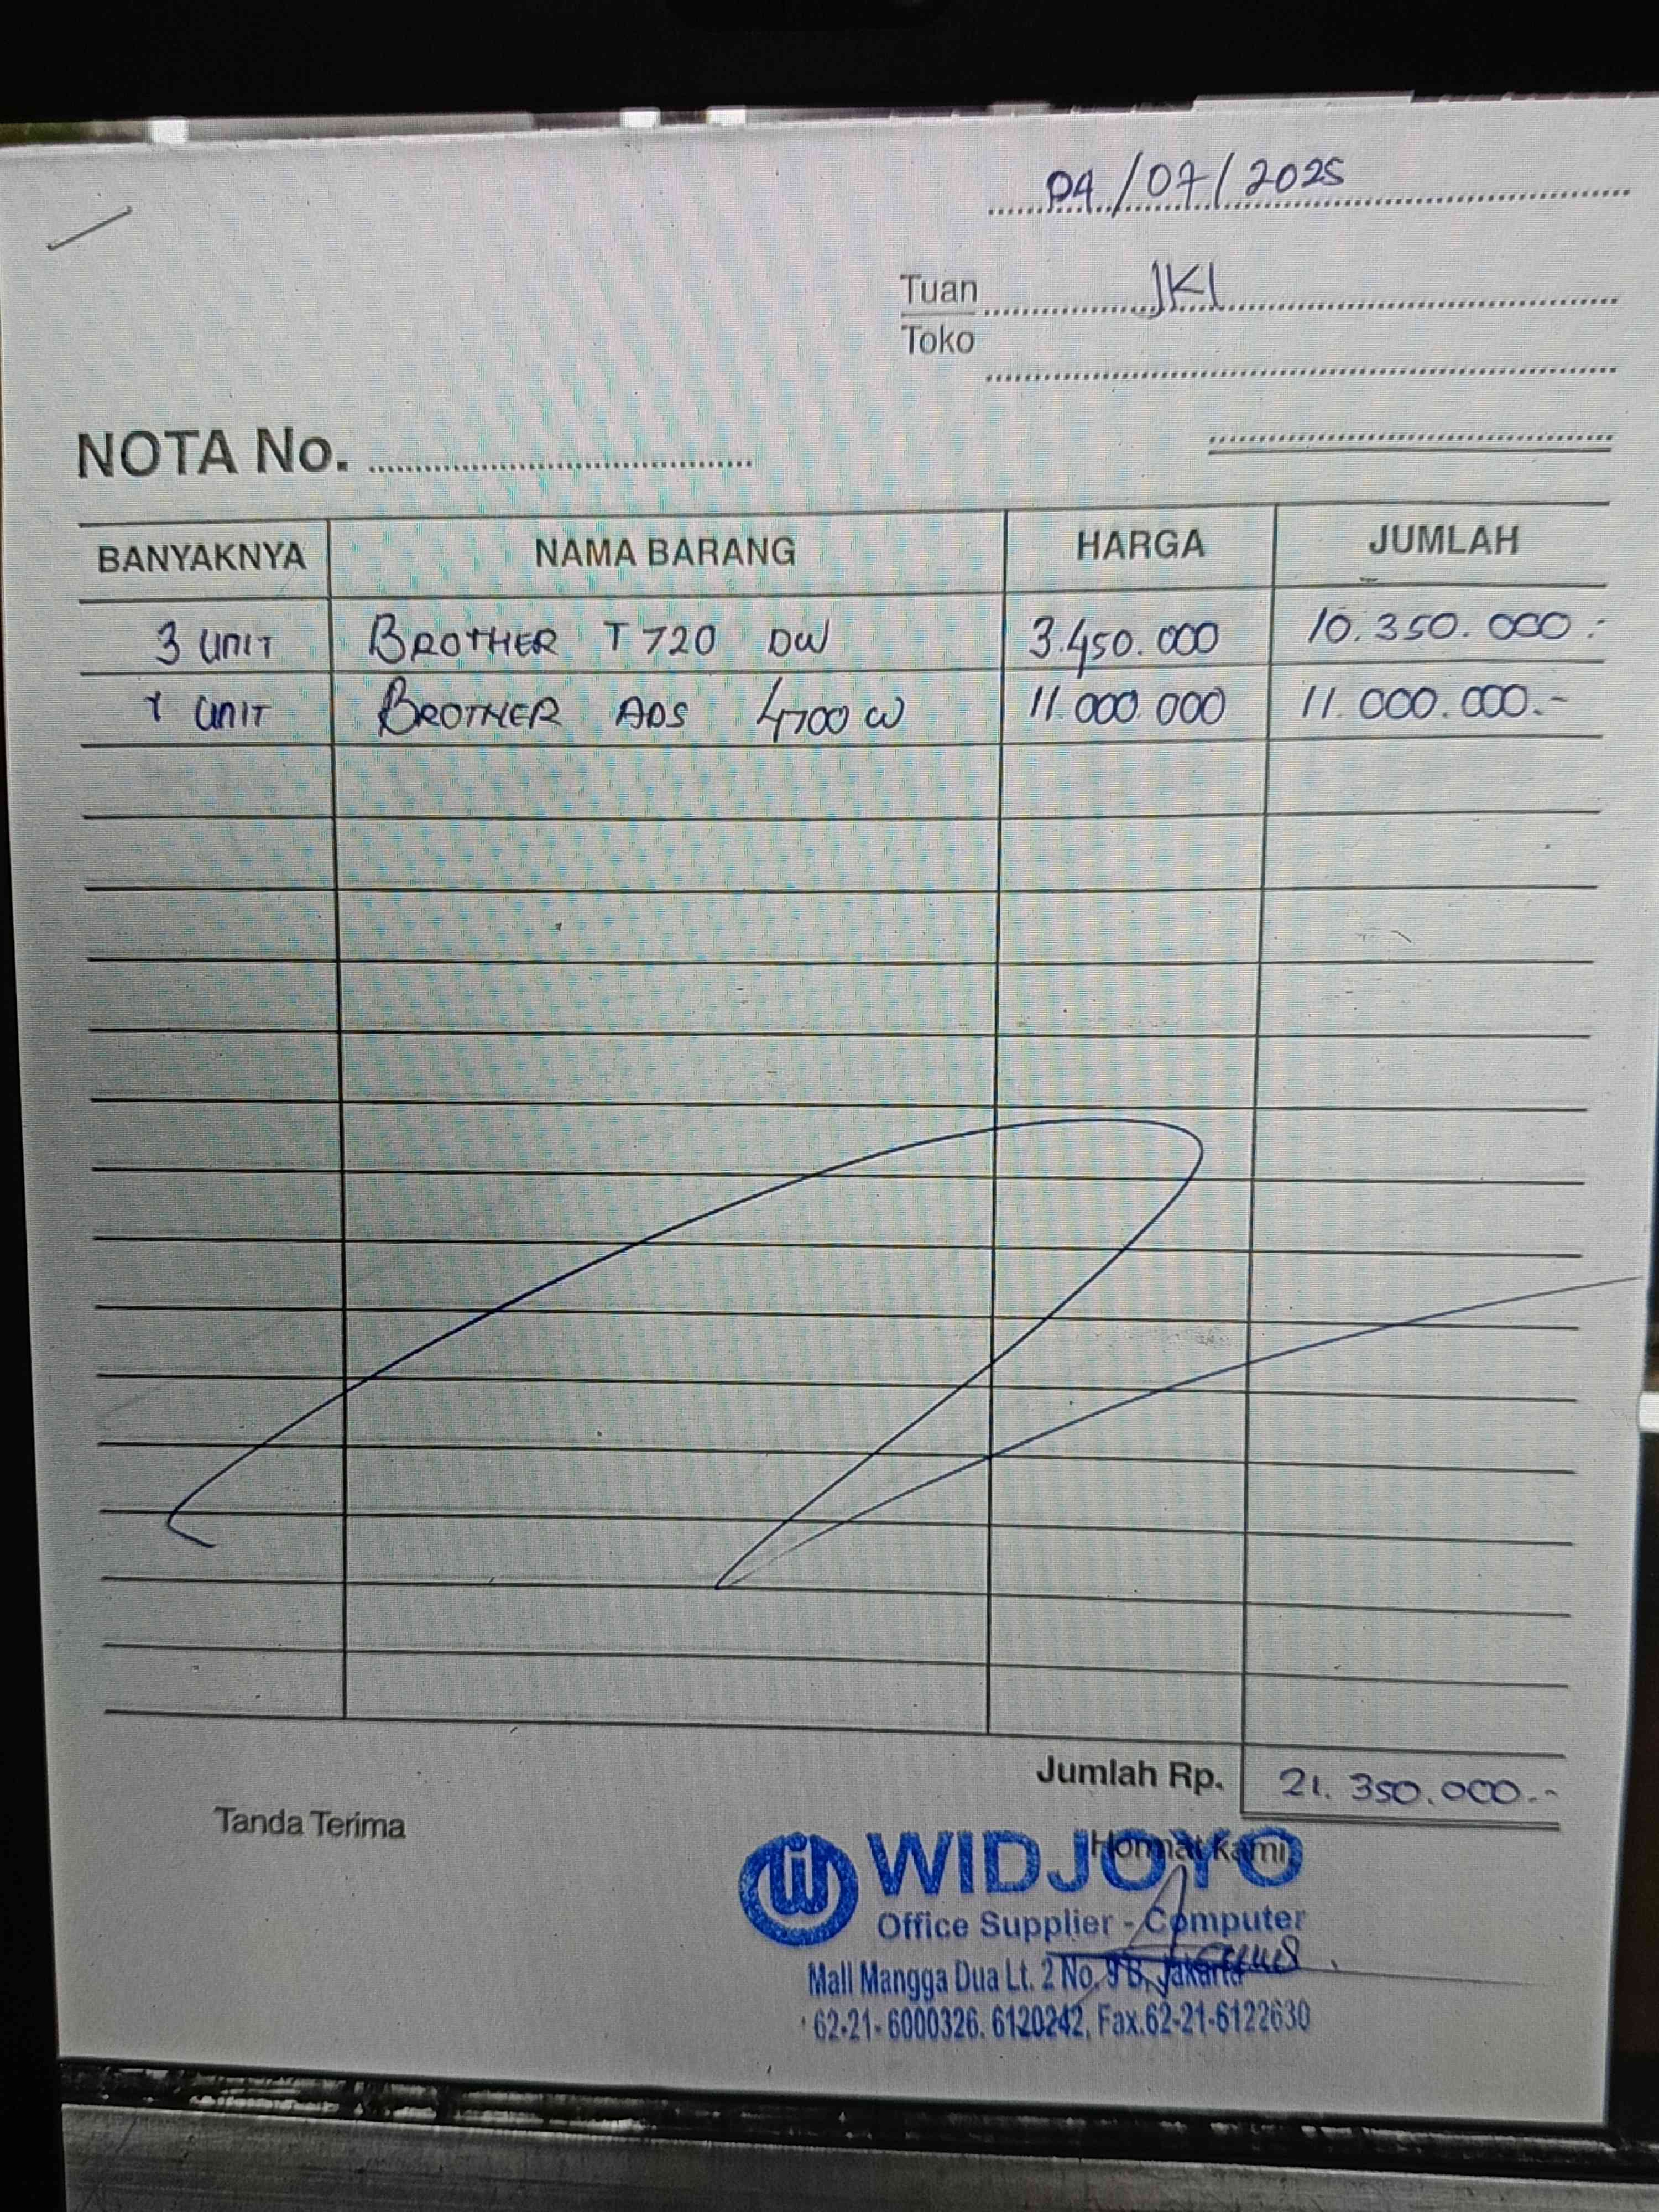 04/07/2025
Tuan JKI
Toko
NOTA No.
BANYAKNYA NAMA BARANG HARGA JUMLAH
3 UNIT BROTHER T720 DW 3.450.000 10.350.000.-
1 UNIT BROTHER ADS 4700 W 11.000.000 11.000.000.-
Jumlah Rp. 21.350.000.-
Tanda Terima Hormat Kami,
WIDJOYO
Office Supplier - Computer
Mall Mangga Dua Lt. 2 No. 9 B, Jakarta
62-21-6000326, 6120242, Fax.62-21-6122630